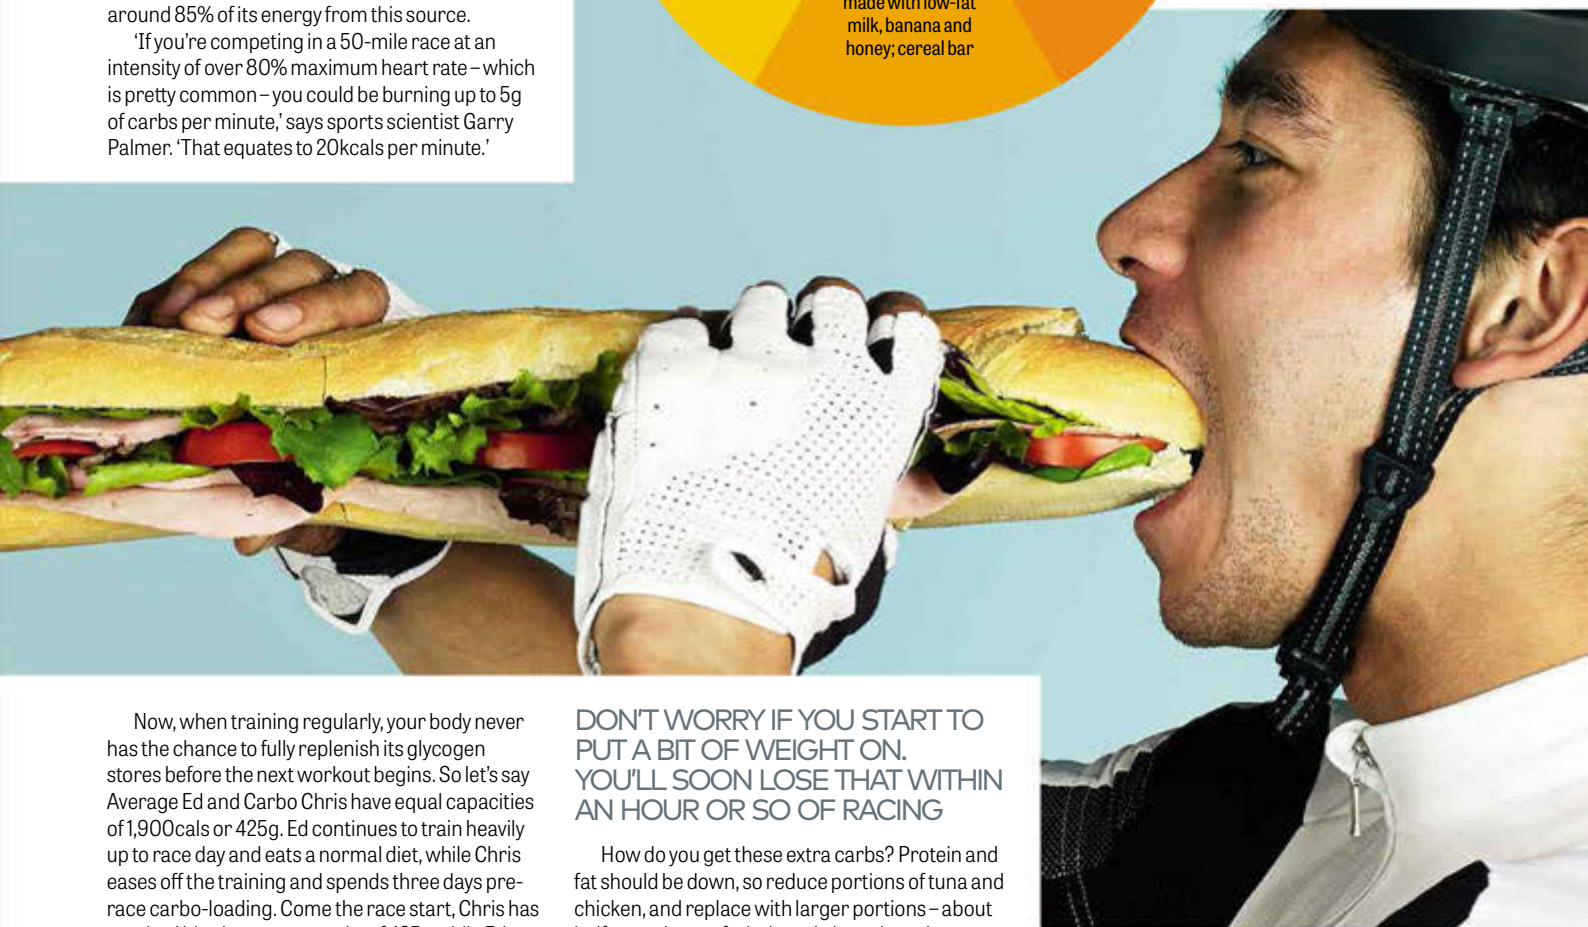 around 85% of its energy from this source.
‘If you’re competing in a 50-mile race at an
intensity of over 80% maximum heart rate – which
is pretty common – you could be burning up to 5g
of carbs per minute,’ says sports scientist Garry
Palmer. ‘That equates to 20kcals per minute.’
made with low-fat
milk, banana and
honey; cereal bar
Now, when training regularly, your body never
has the chance to fully replenish its glycogen
stores before the next workout begins. So let’s say
Average Ed and Carbo Chris have equal capacities
of 1,900cals or 425g. Ed continues to train heavily
up to race day and eats a normal diet, while Chris
eases off the training and spends three days pre-
race carbo-loading. Come the race start, Chris has
DON’T WORRY IF YOU START TO
PUT A BIT OF WEIGHT ON.
YOU’LL SOON LOSE THAT WITHIN
AN HOUR OR SO OF RACING
How do you get these extra carbs? Protein and
fat should be down, so reduce portions of tuna and
chicken, and replace with larger portions – about